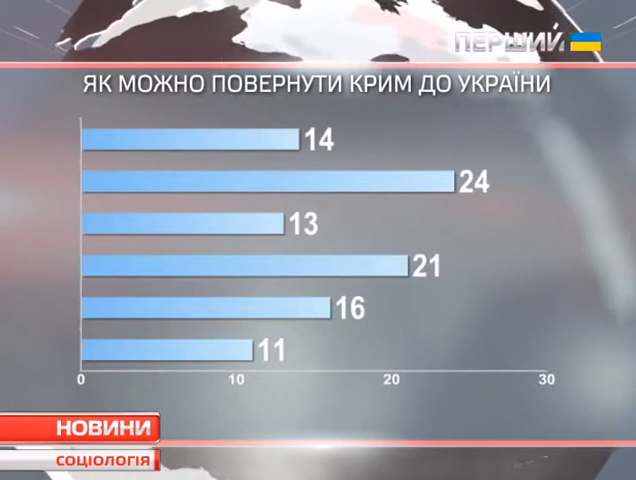 ПЕРШИЙ
ЯК МОЖНО ПОВЕРНУТИ КРИМ ДО УКРАЇНИ
14
24
13
21
16
11
0 10 20 30
НОВИНИ
СОЦІОЛОГІЯ